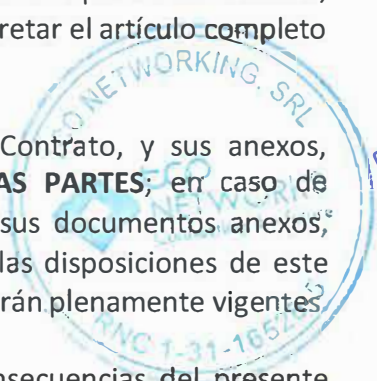 retar el artículo completo
Contrato, y sus anexos,
AS PARTES; en caso de
sus documentos anexos,
las disposiciones de este
rán plenamente vigentes.
nsecuencias del presente
NETWORKING, SRL
RNC 1-31-165